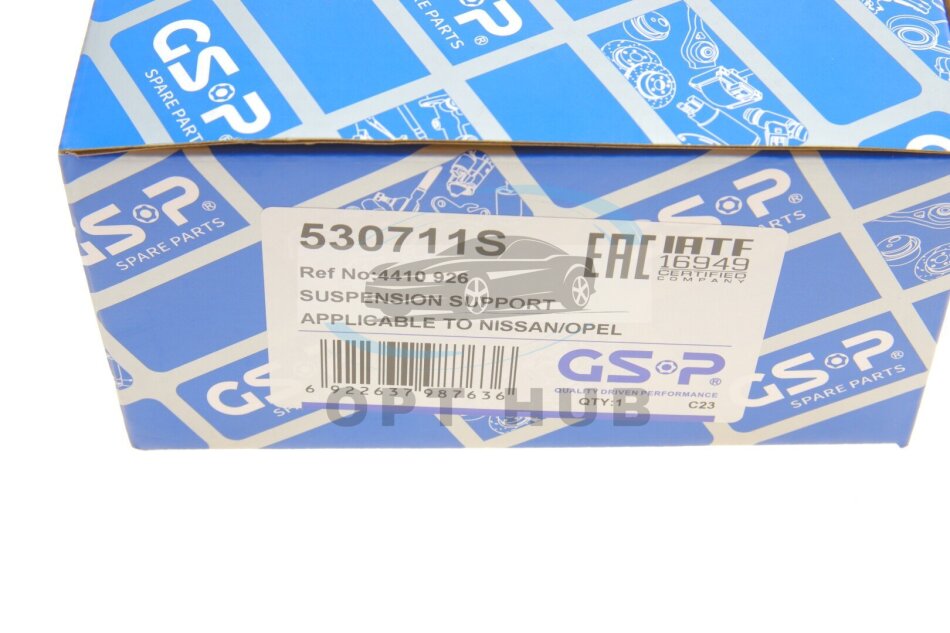 GSP®
SPARE PARTS
GSP®
SPARE PARTS
GSP®
SPARE PARTS
530711S
Ref No:4410 926
SUSPENSION SUPPORT
APPLICABLE TO NISSAN/OPEL
EAC
IATF
16949
CERTIFIED
COMPANY
GSP®
QUALITY DRIVEN PERFORMANCE
QTY:1
C23
6 922637 987636
OPT HUB
GSP®
SPARE PARTS